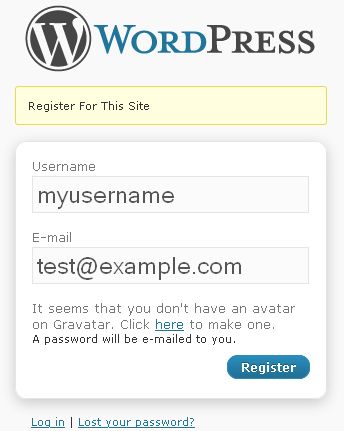 WORDPRESS
Register For This Site
Username
myusername
E-mail
test@example.com
It seems that you don't have an avatar
on Gravatar. Click here to make one.
A password will be e-mailed to you.
Register
Log in | Lost your password?